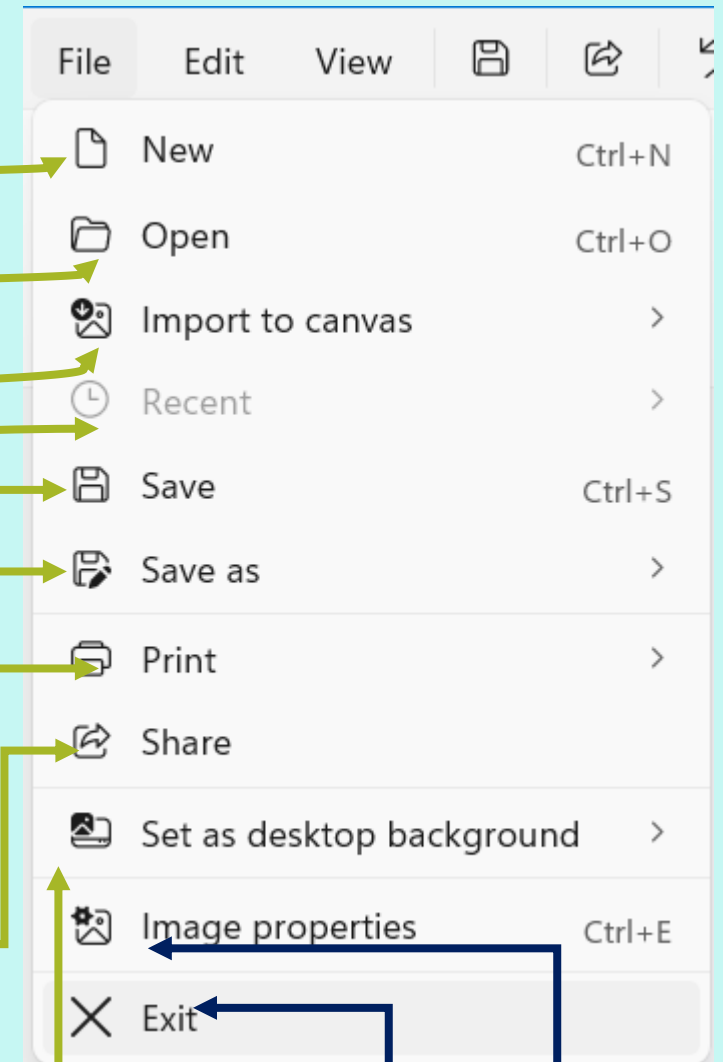 File Edit View
New Ctrl+N
Open Ctrl+O
Import to canvas
Recent
Save Ctrl+S
Save as
Print
Share
Set as desktop background
Image properties Ctrl+E
Exit